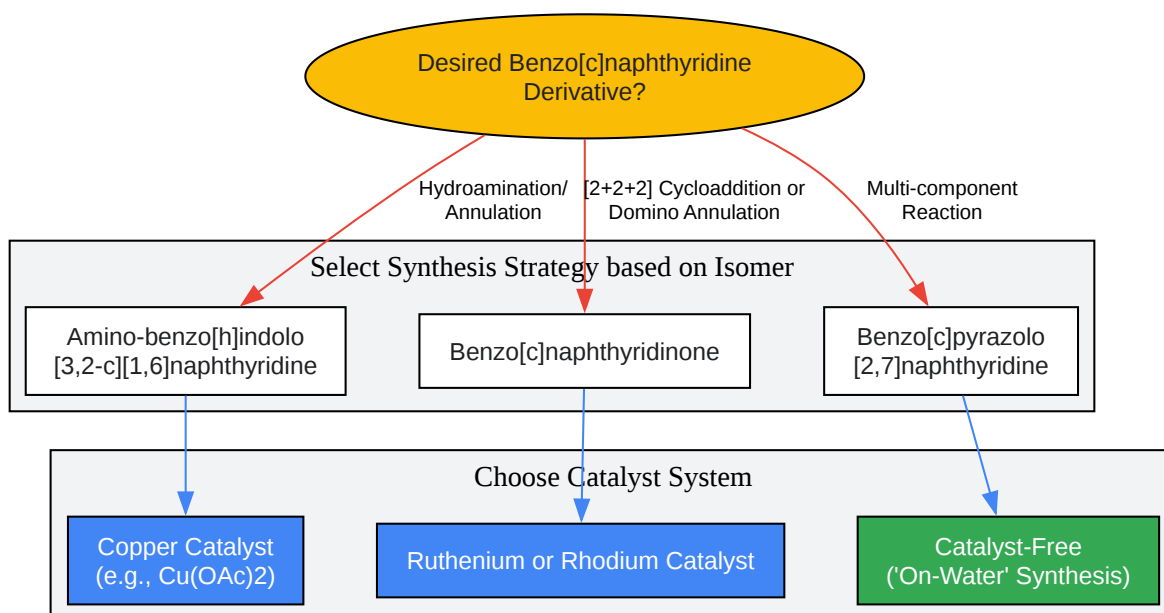 Desired Benzo[c]naphthyridine
Derivative?
Hydroamination/
Annulation
[2+2+2] Cycloaddition or
Domino Annulation
Multi-component
Reaction
Select Synthesis Strategy based on Isomer
Amino-benzo[h]indolo
[3,2-c][1,6]naphthyridine
Benzo[c]naphthyridinone
Benzo[c]pyrazolo
[2,7]naphthyridine
Choose Catalyst System
Copper Catalyst
(e.g., Cu(OAc)2)
Ruthenium or Rhodium Catalyst
Catalyst-Free
('On-Water' Synthesis)